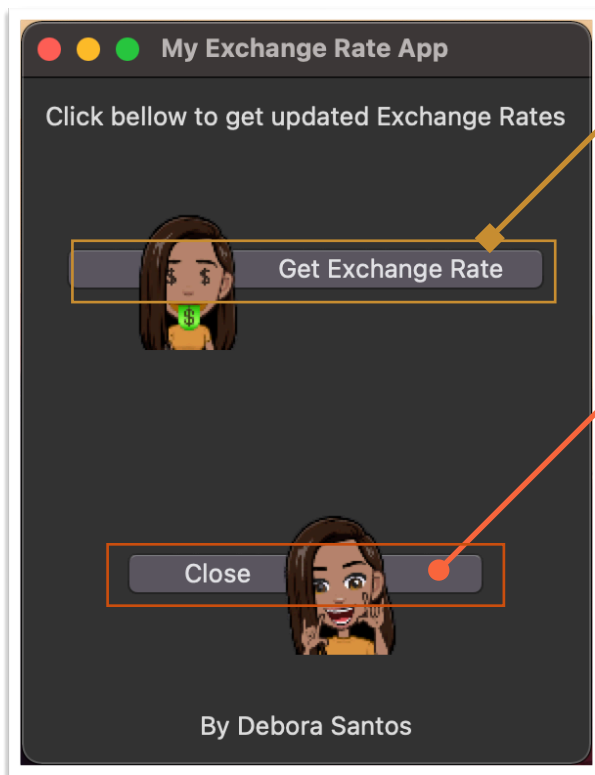 My Exchange Rate App
Click bellow to get updated Exchange Rates
$ $
Get Exchange Rate
$
Close
By Debora Santos